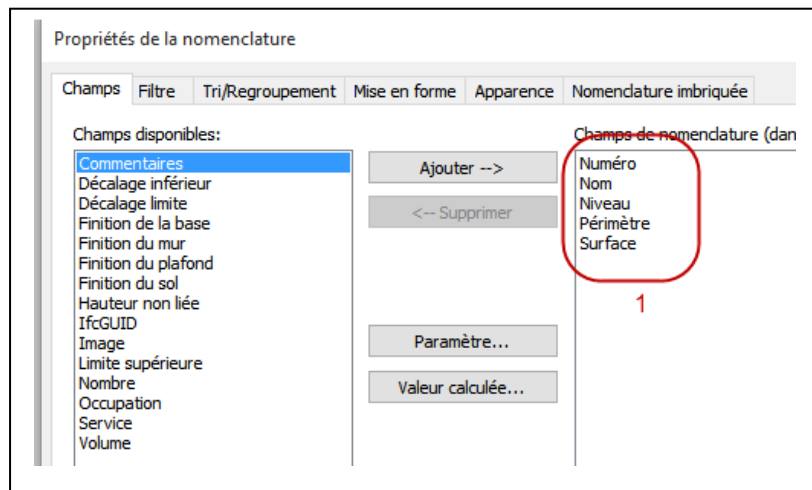 Propriétés de la nomenclature
Champs Filtre Tri/Regroupement Mise en forme Apparence Nomenclature imbriquée
Champs disponibles:
Champs de nomenclature (dan
Commentaires
Décalage inférieur
Décalage limite
Finition de la base
Finition du mur
Finition du plafond
Finition du sol
Hauteur non liée
IfcGUID
Image
Limite supérieure
Nombre
Occupation
Service
Volume
Ajouter -->
<-- Supprimer
Paramètre...
Valeur calculée...
Numéro
Nom
Niveau
Périmètre
Surface
1